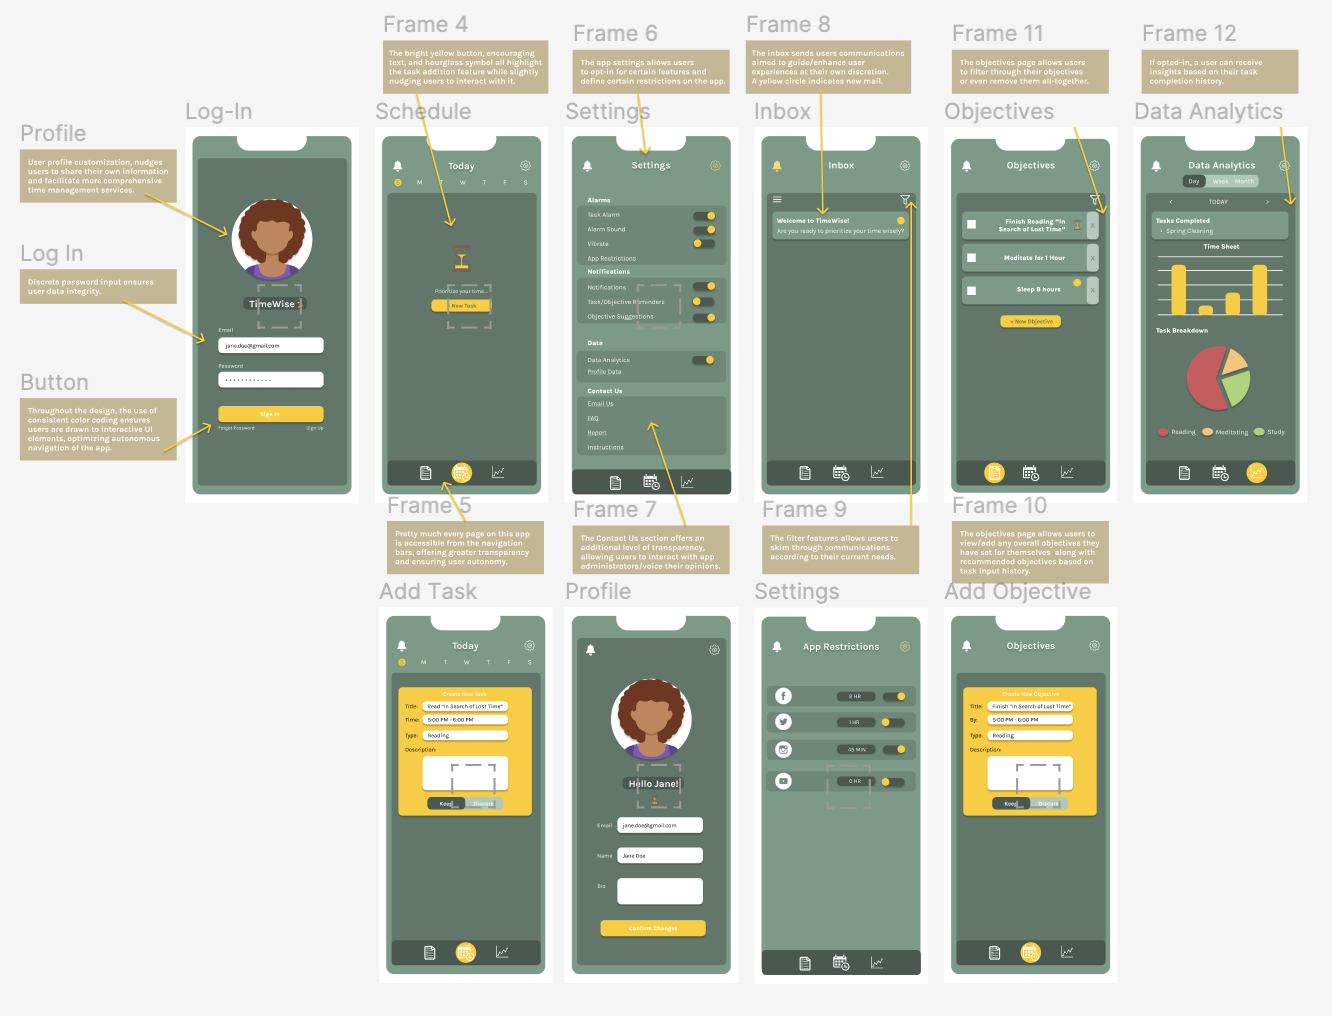 Frame 4
The bright yellow button, encouraging
text, and hourglass symbol all highlight
the task addition feature while slightly
nudging users to interact with it.
Frame 6
The app settings allows users
to opt-in for certain features and
define certain restrictions on the app.
Frame 8
The inbox sends users communications
aimed to guide/enhance user
experiences at their own discretion.
A yellow circle indicates new mail.
Frame 11
The objectives page allows users
to filter through their objectives
or even remove them all-together.
Frame 12
If opted-in, a user can receive
insights based on their task
completion history.
Profile
User profile customization, nudges
users to share their own information
and facilitate more comprehensive
time management services.
Log In
Discrete password input ensures
user data integrity.
Button
Throughout the design, the use of
consistent color coding ensures
users are drawn to interactive UI
elements, optimizing autonomous
navigation of the app.
Log-In
TimeWise
Email
jane.doe@gmail.com
Password
Sign In
Forgot Password Sign Up
Schedule
Today
S M T W T F S
Prioritize your time...
New Task
Settings
Settings
Alarms
Task Alarm
Alarm Sound
Vibrate
App Restrictions
Notifications
Notifications
Task/Objective Reminders
Objective Suggestions
Data
Data Analytics
Profile Data
Contact Us
Email Us
FAQ
Report
Instructions
Inbox
Inbox
Welcome to TimeWise!
Are you ready to prioritize your time wisely?
Objectives
Objectives
Finish Reading "In
Search of Lost Time"
X
Meditate for 1 Hour
X
Sleep 8 hours
X
+ New Objective
Data Analytics
Data Analytics
Day Week Month
< TODAY >
Tasks Completed
• Spring Cleaning
Time Sheet
Task Breakdown
Reading Meditating Study
Frame 5
Pretty much every page on this app
is accessible from the navigation
bars, offering greater transparency
and ensuring user autonomy.
Frame 7
The Contact Us section offers an
additional level of transparency,
allowing users to interact with app
administrators/voice their opinions.
Frame 9
The filter features allows users to
skim through communications
according to their current needs.
Frame 10
The objectives page allows users to
view/add any overall objectives they
have set for themselves along with
recommended objectives based on
task input history.
Add Task
Today
S M T W T F S
Create New Task
Title: Read "In Search of Lost Time"
Time: 5:00 PM - 6:00 PM
Type: Reading
Description:
Keep Discard
Profile
Hello Jane!
Email jane.doe@gmail.com
Name Jane Doe
Bio
Confirm Changes
Settings
App Restrictions
2 HR
1 HR
45 MIN
0 HR
Add Objective
Objectives
Create New Objective
Title: Finish "In Search of Lost Time"
By: 5:00 PM - 6:00 PM
Type: Reading
Description:
Keep Discard